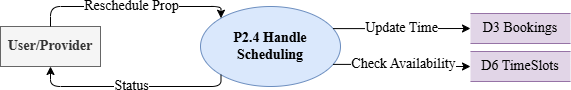 Reschedule Prop
User/Provider
Status
P2.4 Handle
Scheduling
Update Time
Check Availability
D3 Bookings
D6 TimeSlots